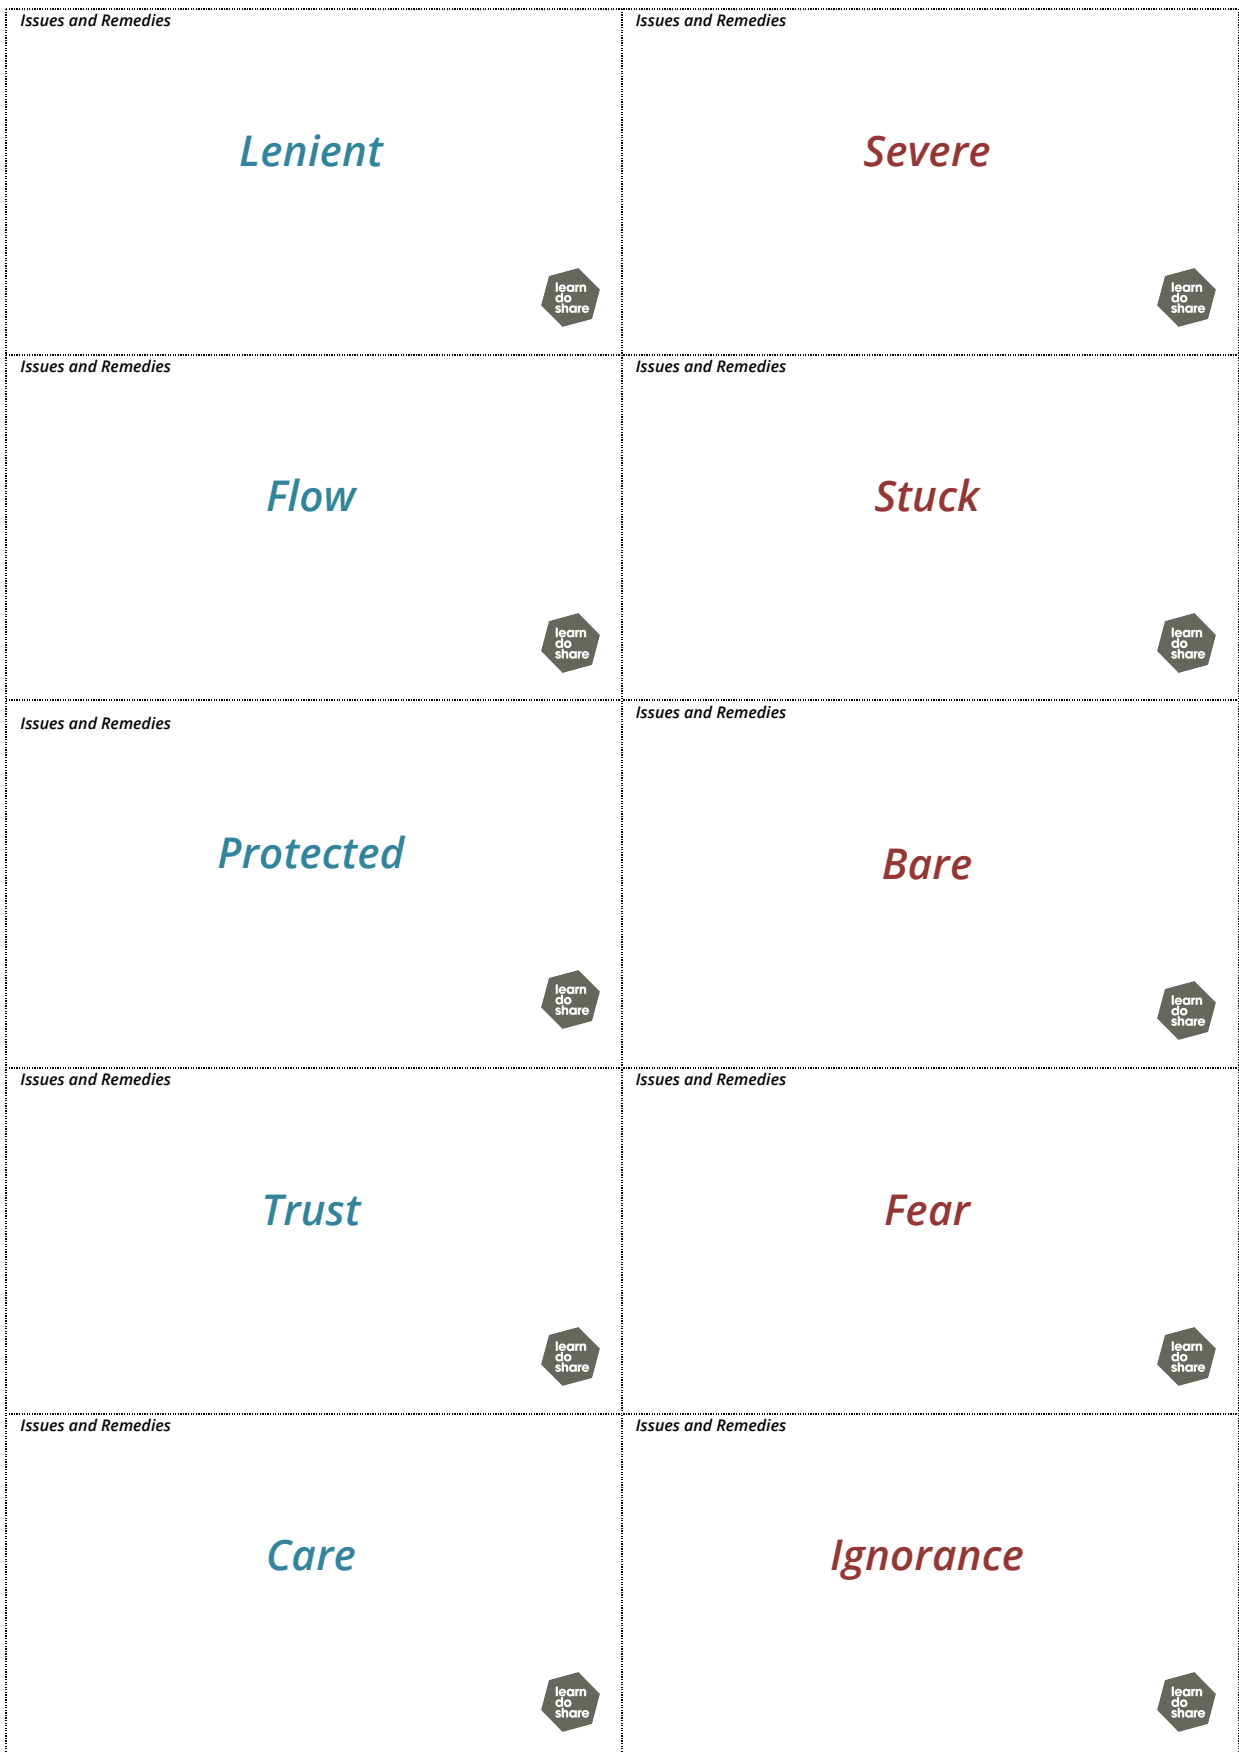 Issues and Remedies
Lenient
learn
do
share
Issues and Remedies
Severe
learn
do
share
Issues and Remedies
Flow
learn
do
share
Issues and Remedies
Stuck
learn
do
share
Issues and Remedies
Protected
learn
do
share
Issues and Remedies
Bare
learn
do
share
Issues and Remedies
Trust
learn
do
share
Issues and Remedies
Fear
learn
do
share
Issues and Remedies
Care
learn
do
share
Issues and Remedies
Ignorance
learn
do
share